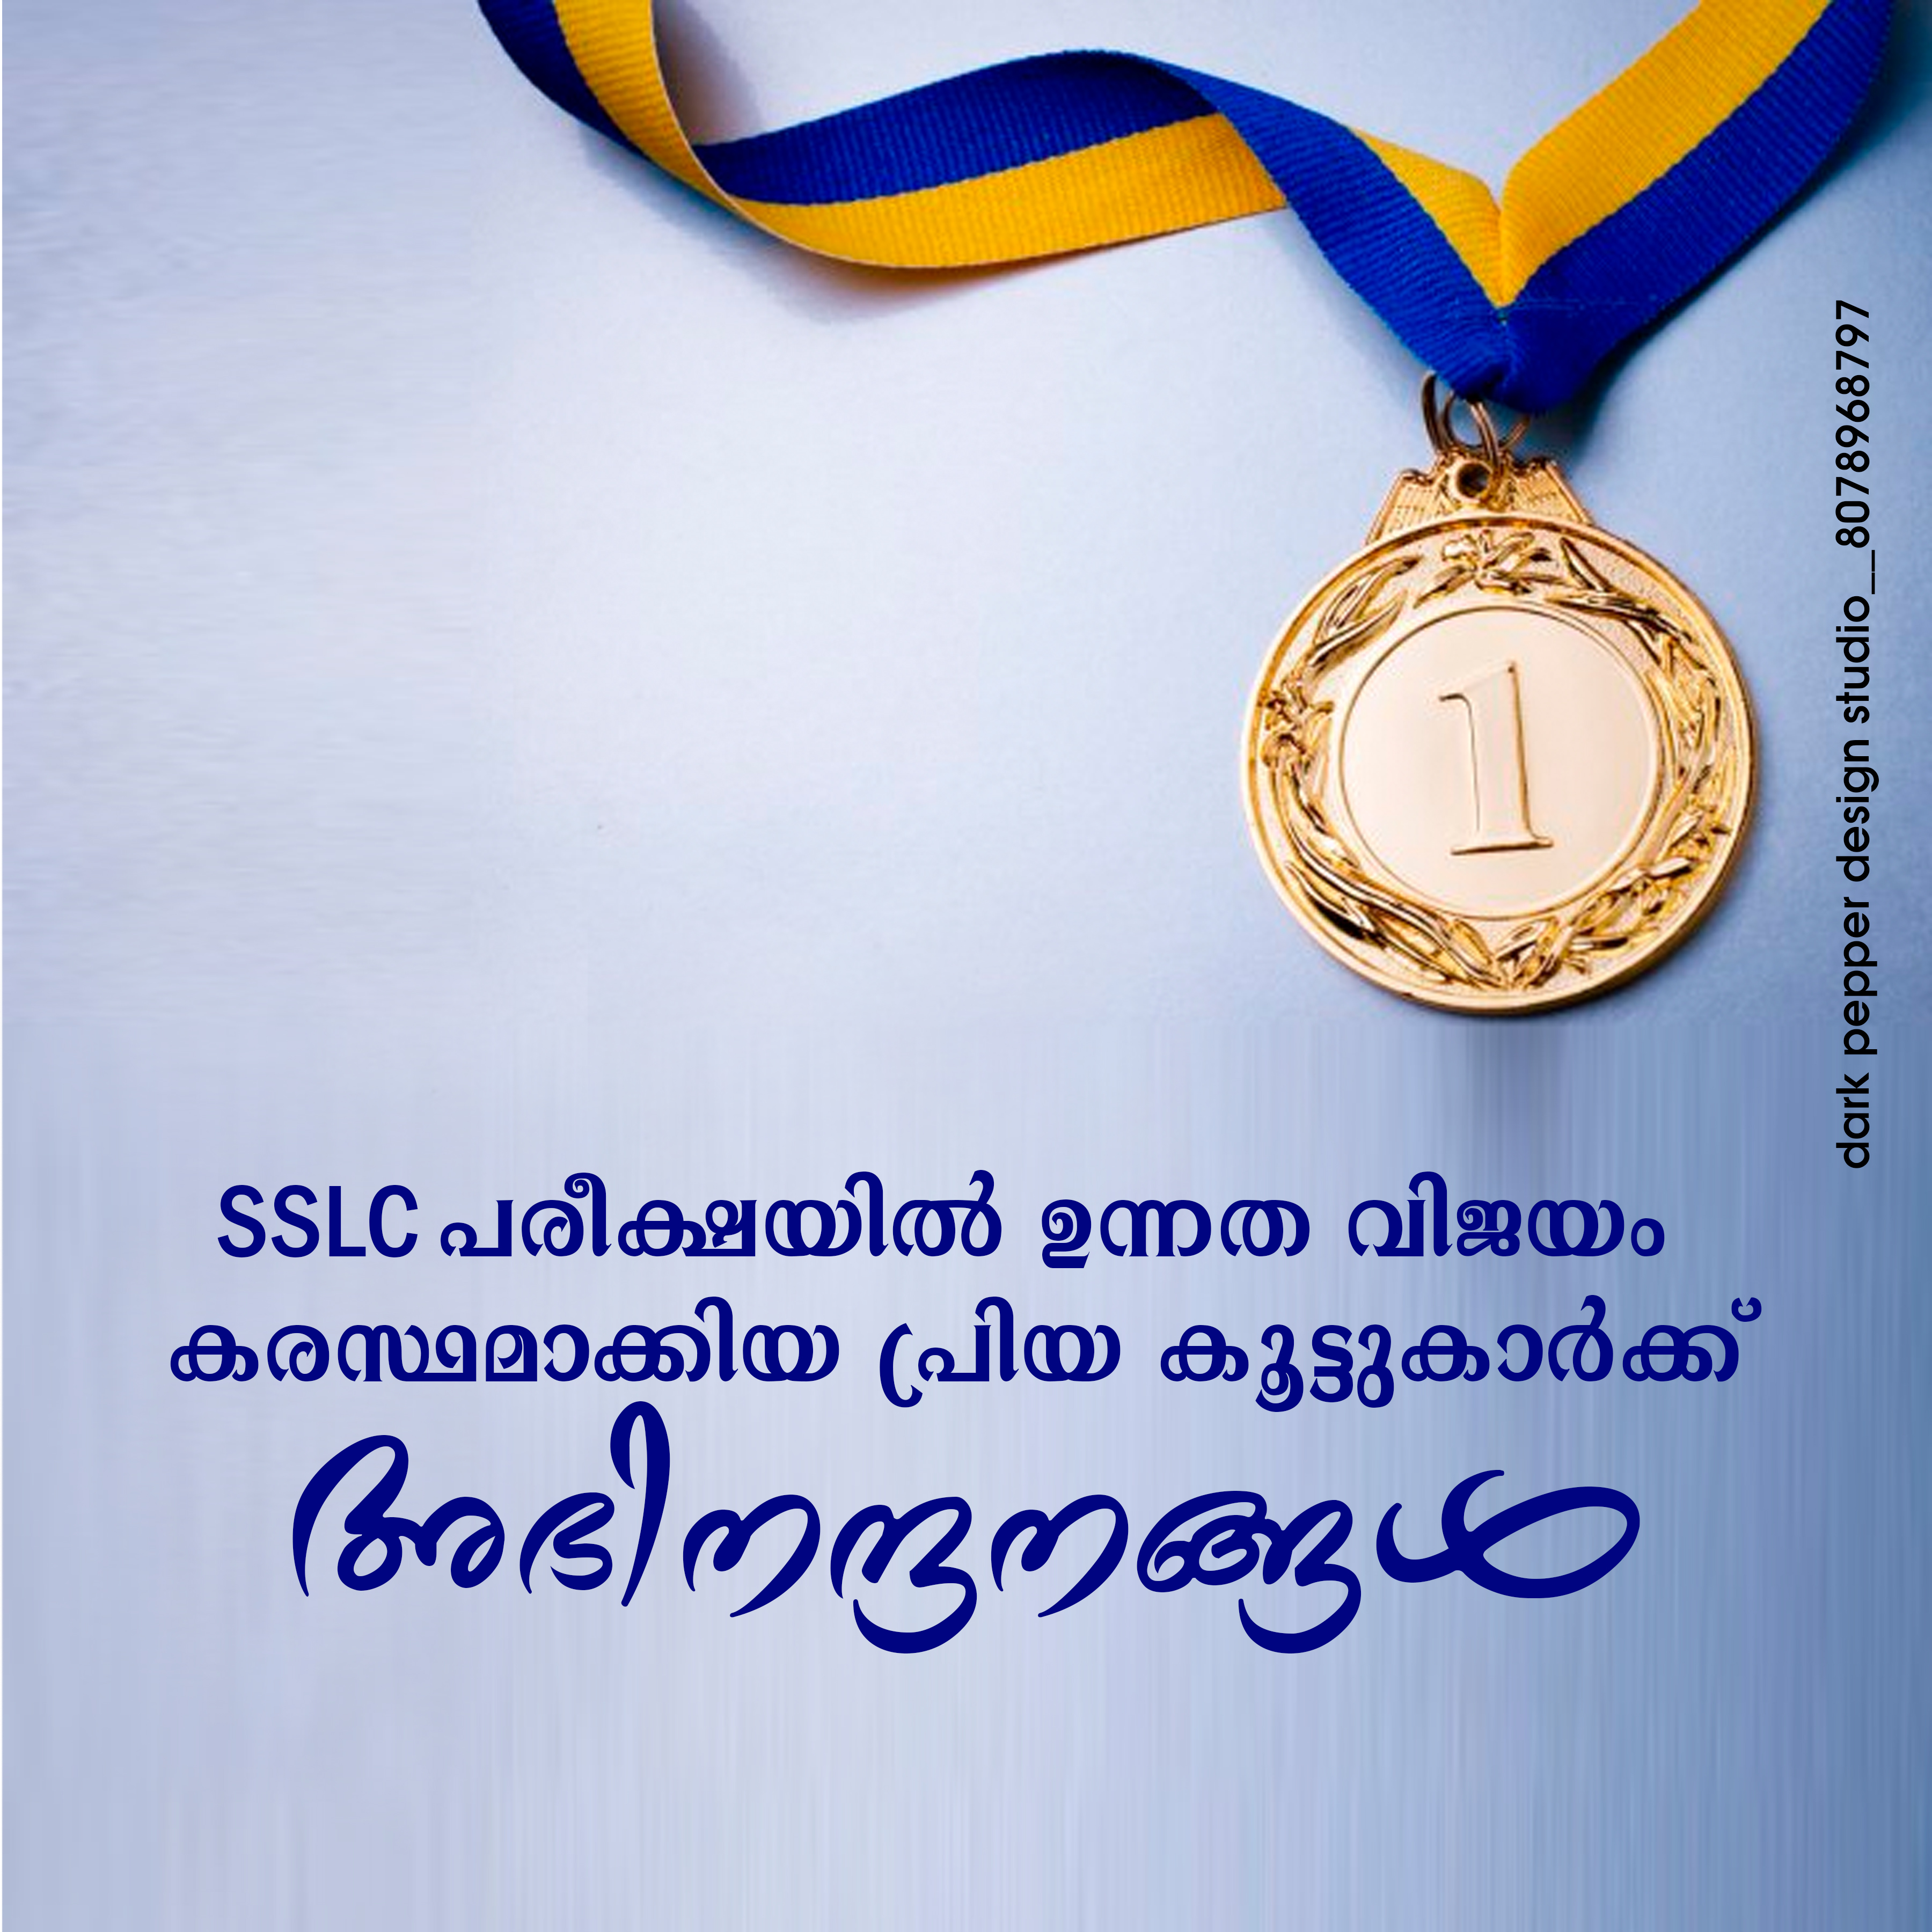 SSLC പരീക്ഷയിൽ ഉന്നത വിജയം
കരസ്ഥമാക്കിയ പ്രിയ കൂട്ടുകാർക്ക്
അഭിനന്ദനങ്ങൾ
dark pepper design studio__8078968797
1